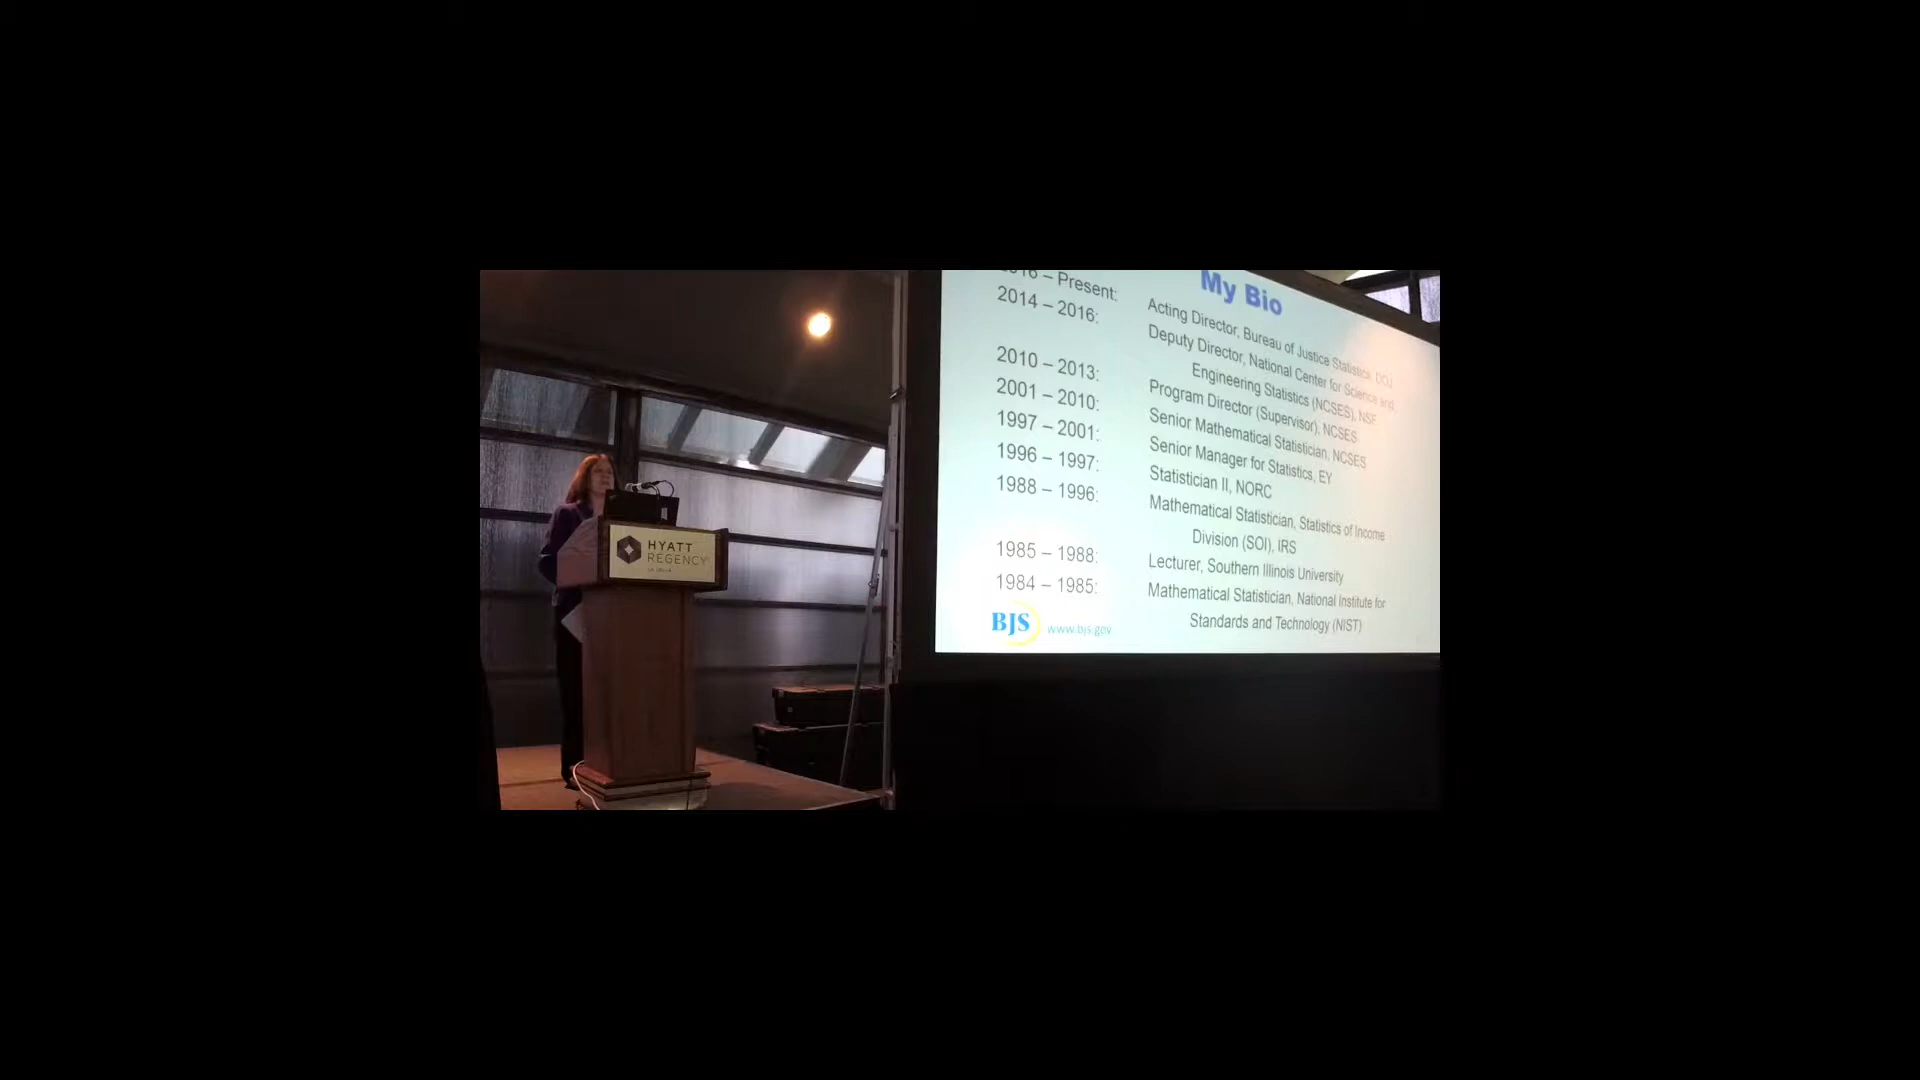 My Bio
– Present:
Acting Director, Bureau of Justice Statistics, DOJ
2014 – 2016:
Deputy Director, National Center for Science and
Engineering Statistics (NCSES), NSF
2010 – 2013:
Program Director (Supervisor), NCSES
2001 – 2010:
Senior Mathematical Statistician, NCSES
1997 – 2001:
Senior Manager for Statistics, EY
1996 – 1997:
Statistician II, NORC
1988 – 1996:
Mathematical Statistician, Statistics of Income
Division (SOI), IRS
1985 – 1988:
Lecturer, Southern Illinois University
1984 – 1985:
Mathematical Statistician, National Institute for
Standards and Technology (NIST)
BJS
www.bjs.gov
HYATT
REGENCY